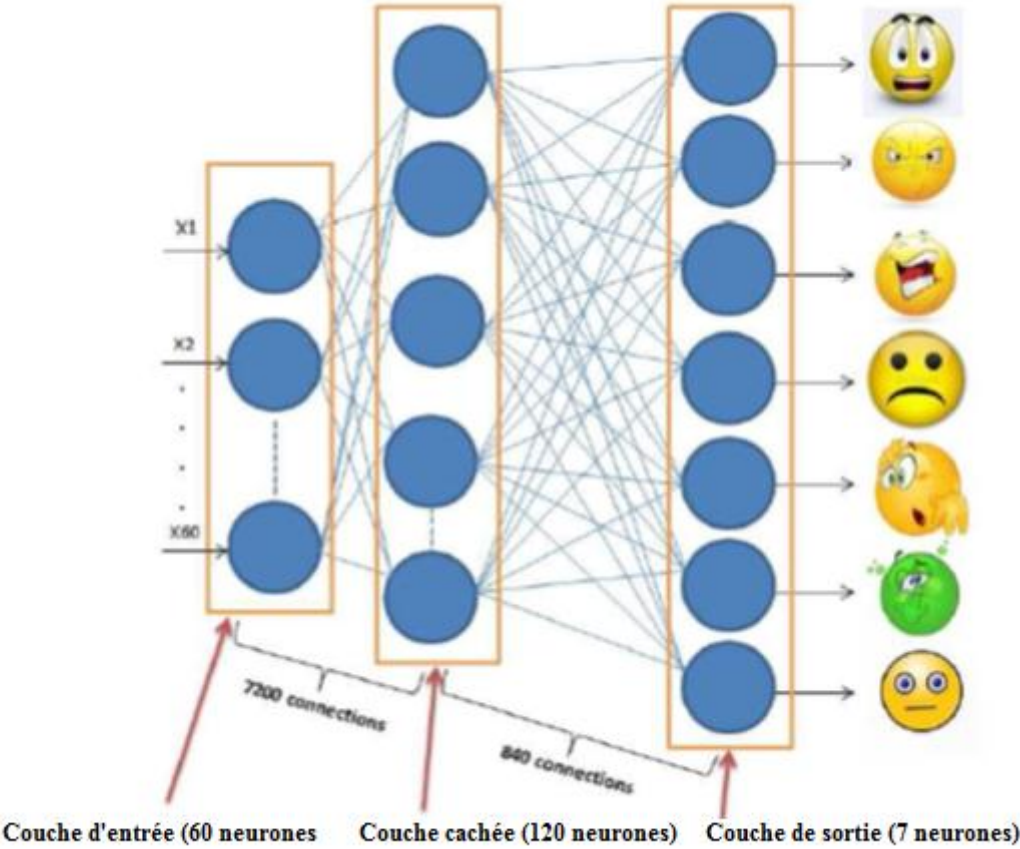 X1
X2
X60
7200 connections
840 connections
Couche d'entrée (60 neurones
Couche cachée (120 neurones)
Couche de sortie (7 neurones)